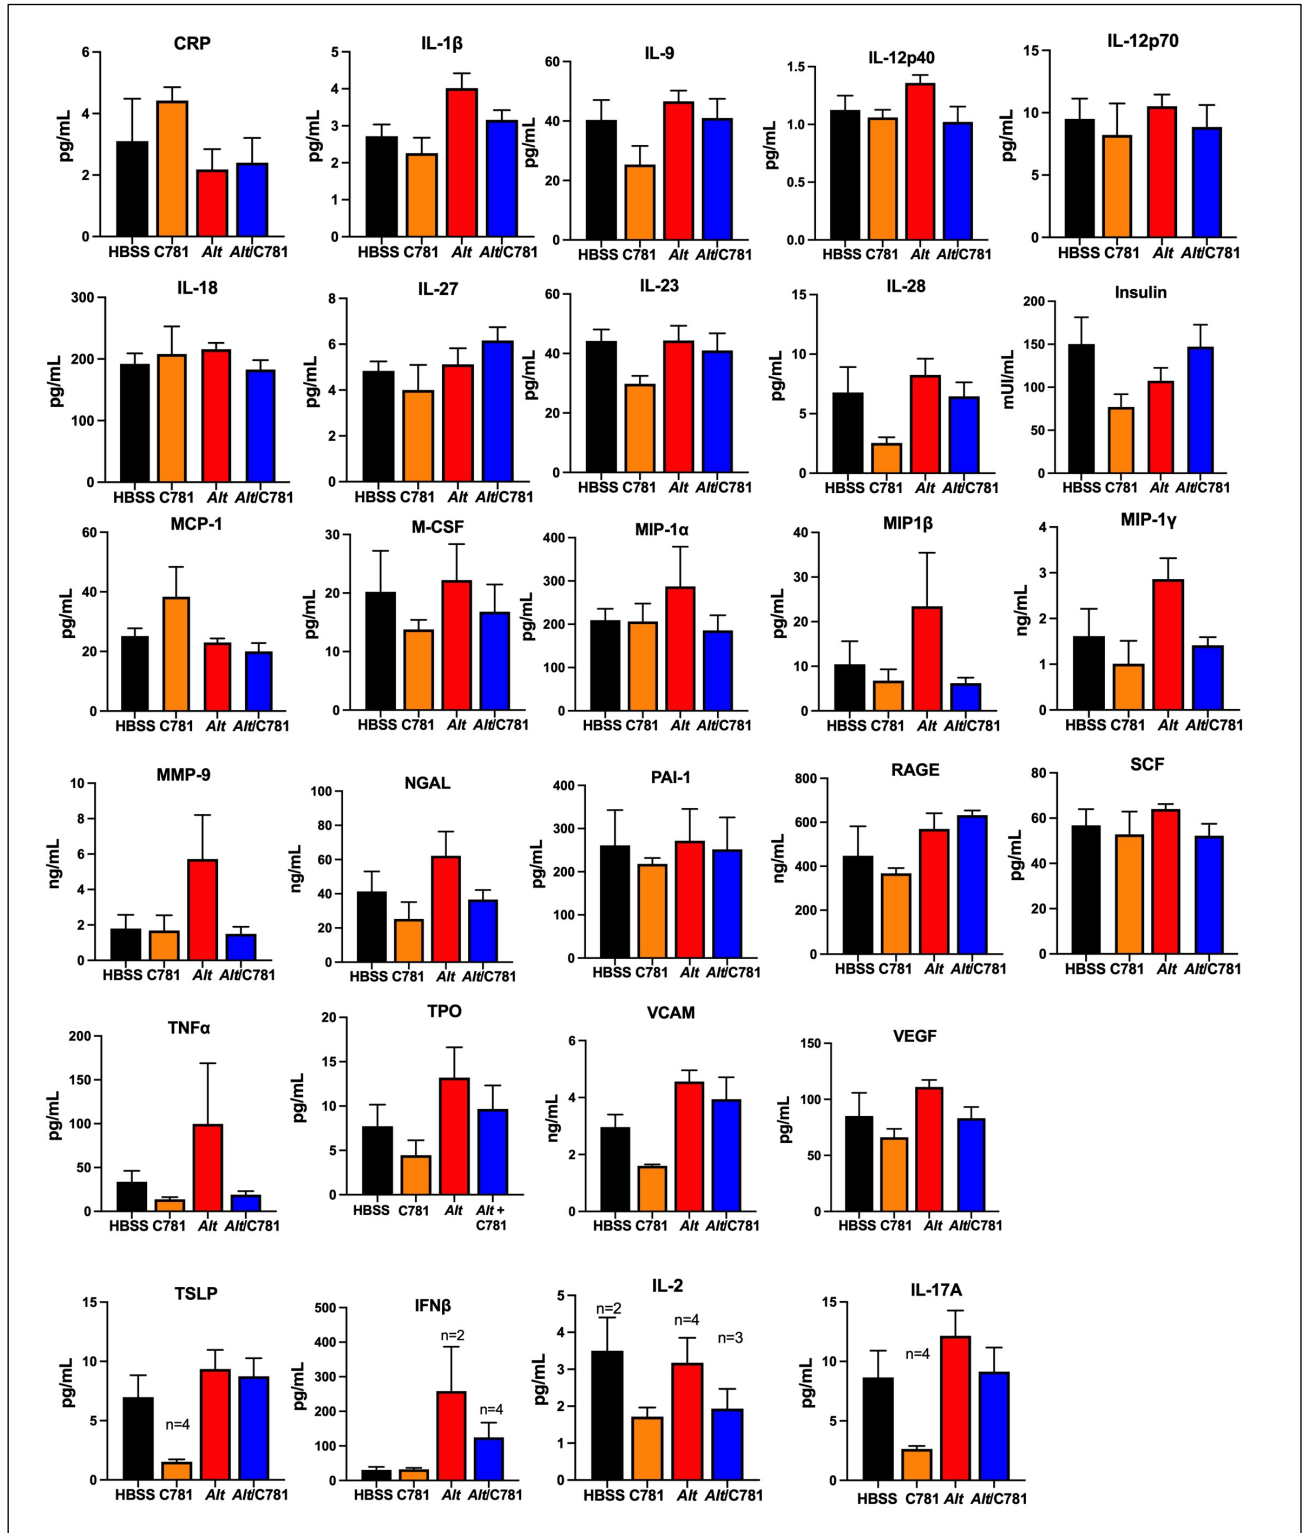 CRP
6
4
2
0
pg/mL
HBSS C781 Alt Alt/C781
IL-1β
5
4
3
2
1
0
pg/mL
HBSS C781 Alt Alt/C781
IL-9
60
40
20
0
pg/mL
HBSS C781 Alt Alt/C781
IL-12p40
1.5
1.0
0.5
0.0
pg/mL
HBSS C781 Alt Alt/C781
IL-12p70
15
10
5
0
pg/mL
HBSS C781 Alt Alt/C781
IL-18
300
200
100
0
pg/mL
HBSS C781 Alt Alt/C781
IL-27
8
6
4
2
0
pg/mL
HBSS C781 Alt Alt/C781
IL-23
60
40
20
0
pg/mL
HBSS C781 Alt Alt/C781
IL-28
15
10
5
0
pg/mL
HBSS C781 Alt Alt/C781
Insulin
200
150
100
50
0
mUI/mL
HBSS C781 Alt Alt/C781
MCP-1
60
40
20
0
pg/mL
HBSS C781 Alt Alt/C781
M-CSF
30
20
10
0
pg/mL
HBSS C781 Alt Alt/C781
MIP-1α
400
300
200
100
0
pg/mL
HBSS C781 Alt Alt/C781
MIP1β
40
30
20
10
0
pg/mL
HBSS C781 Alt Alt/C781
MIP-1γ
4
3
2
1
0
ng/mL
HBSS C781 Alt Alt/C781
MMP-9
10
8
6
4
2
0
ng/mL
HBSS C781 Alt Alt/C781
NGAL
100
80
60
40
20
0
ng/mL
HBSS C781 Alt Alt/C781
PAI-1
400
300
200
100
0
pg/mL
HBSS C781 Alt Alt/C781
RAGE
800
600
400
200
0
ng/mL
HBSS C781 Alt Alt/C781
SCF
80
60
40
20
0
pg/mL
HBSS C781 Alt Alt/C781
TNFα
200
150
100
50
0
pg/mL
HBSS C781 Alt Alt/C781
TPO
20
15
10
5
0
pg/mL
HBSS C781 Alt Alt +
C781
VCAM
6
4
2
0
ng/mL
HBSS C781 Alt Alt/C781
VEGF
150
100
50
0
pg/mL
HBSS C781 Alt Alt/C781
TSLP
15
10
5
0
pg/mL
n=4
HBSS C781 Alt Alt/C781
IFNβ
500
400
300
200
100
0
pg/mL
n=2
n=4
HBSS C781 Alt Alt/C781
IL-2
5
4
3
2
1
0
pg/mL
n=2
n=4
n=3
HBSS C781 Alt Alt/C781
IL-17A
15
10
5
0
pg/mL
n=4
HBSS C781 Alt Alt/C781